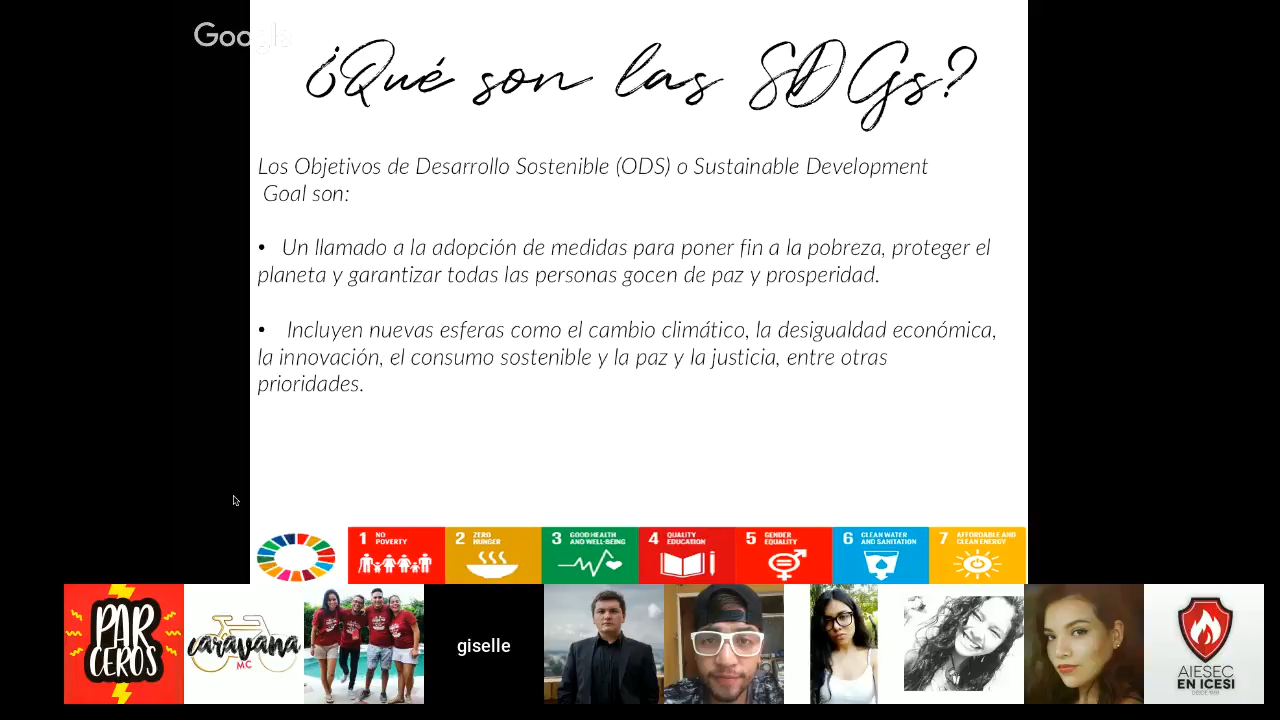 Google
¿Qué son las SDGs?
Los Objetivos de Desarrollo Sostenible (ODS) o Sustainable Development
Goal son:
• Un llamado a la adopción de medidas para poner fin a la pobreza, proteger el
planeta y garantizar todas las personas gocen de paz y prosperidad.
• Incluyen nuevas esferas como el cambio climático, la desigualdad económica,
la innovación, el consumo sostenible y la paz y la justicia, entre otras
prioridades.
1 NO
POVERTY
2 ZERO
HUNGER
3 GOOD HEALTH
AND WELL-BEING
4 QUALITY
EDUCATION
5 GENDER
EQUALITY
6 CLEAN WATER
AND SANITATION
7 AFFORDABLE AND
CLEAN ENERGY
PAR
CEROS
caravana
MC
giselle
AIESEC
EN ICESI